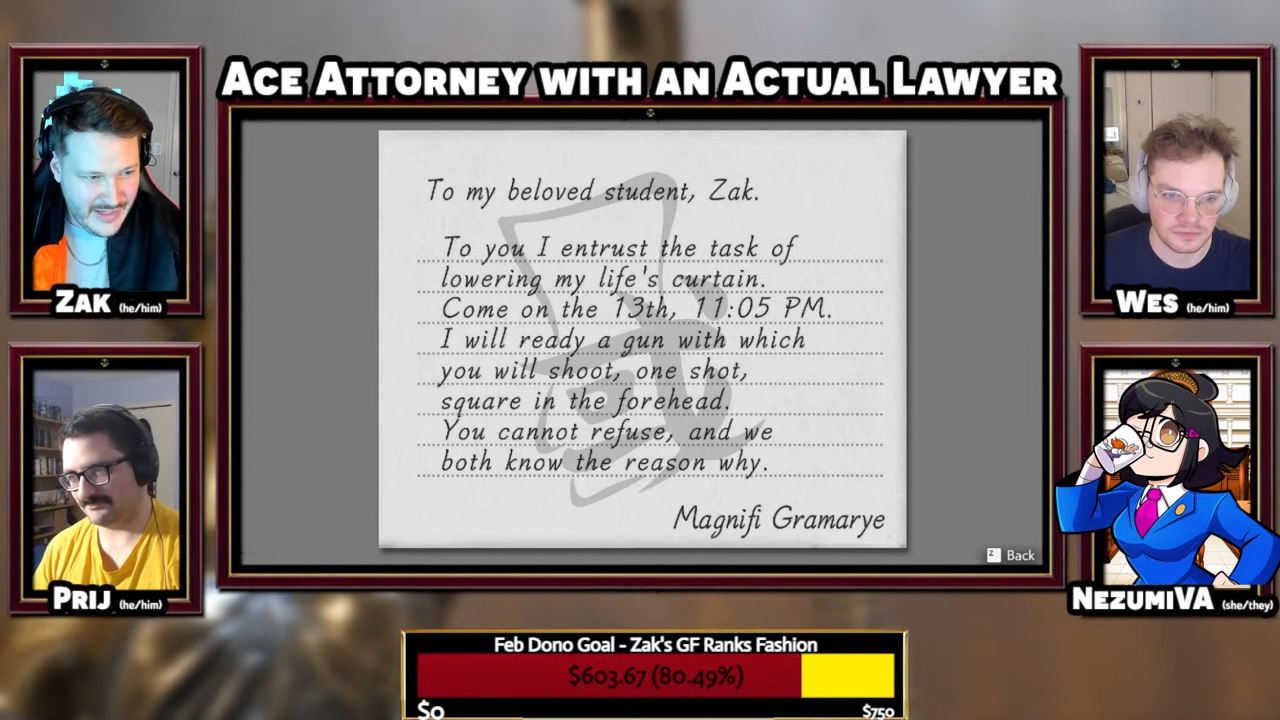 Ace Attorney with an Actual Lawyer
To my beloved student, Zak.
To you I entrust the task of
lowering my life's curtain.
Come on the 13th, 11:05 PM.
I will ready a gun with which
you will shoot, one shot,
square in the forehead.
You cannot refuse, and we
both know the reason why.
Magnifi Gramarye
Z Back
Zak (he/him)
Wes (he/him)
Prij (he/him)
NezumiVA (she/they)
Feb Dono Goal - Zak's GF Ranks Fashion
$603.67 (80.49%)
$0
$750